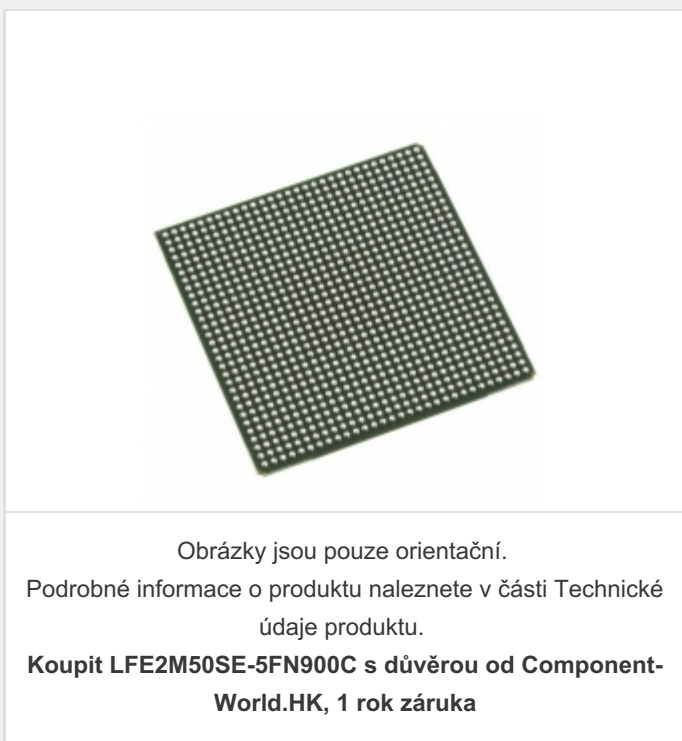 Obrázky jsou pouze orientační.
Podrobné informace o produktu naleznete v části Technické
údaje produktu.
Koupit LFE2M50SE-5FN900C s důvěrou od Component-
World.HK, 1 rok záruka